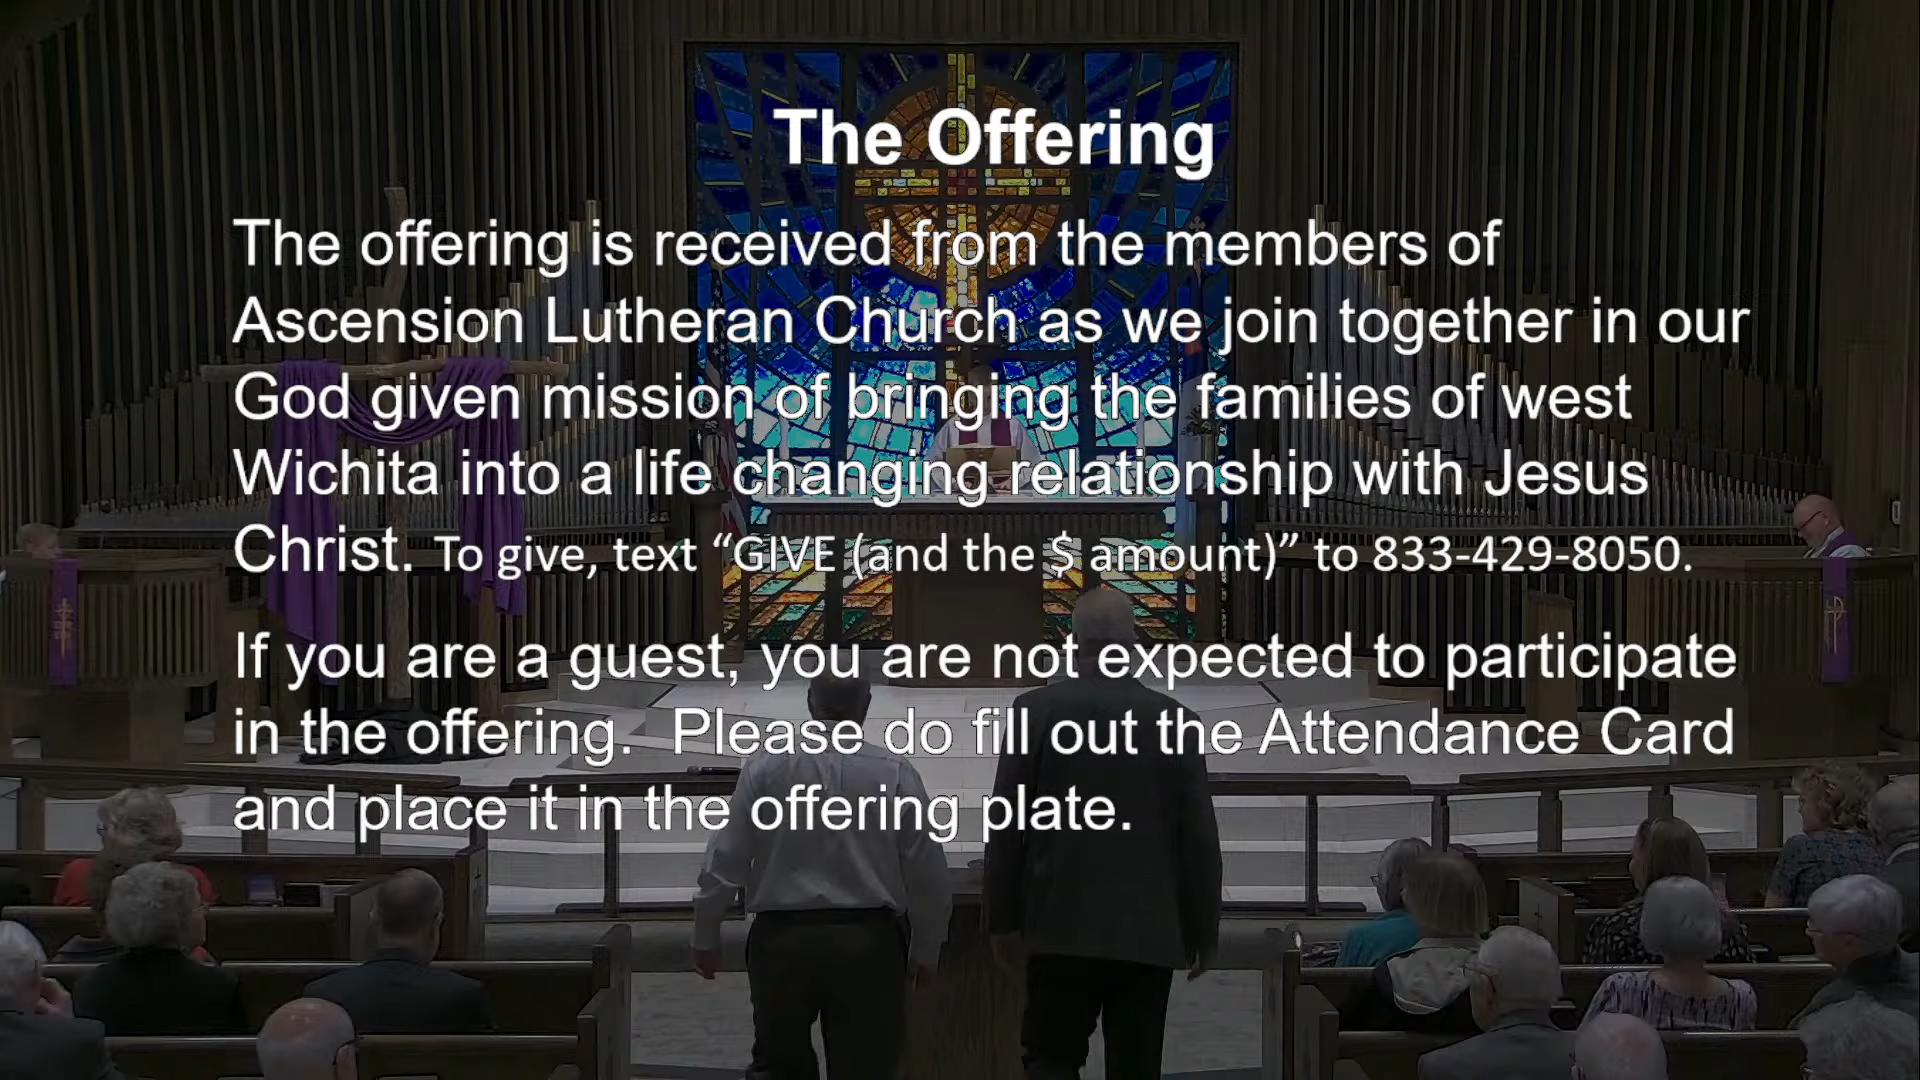 The Offering
The offering is received from the members of
Ascension Lutheran Church as we join together in our
God given mission of bringing the families of west
Wichita into a life changing relationship with Jesus
Christ. To give, text “GIVE (and the $ amount)” to 833-429-8050.
If you are a guest, you are not expected to participate
in the offering.  Please do fill out the Attendance Card
and place it in the offering plate.